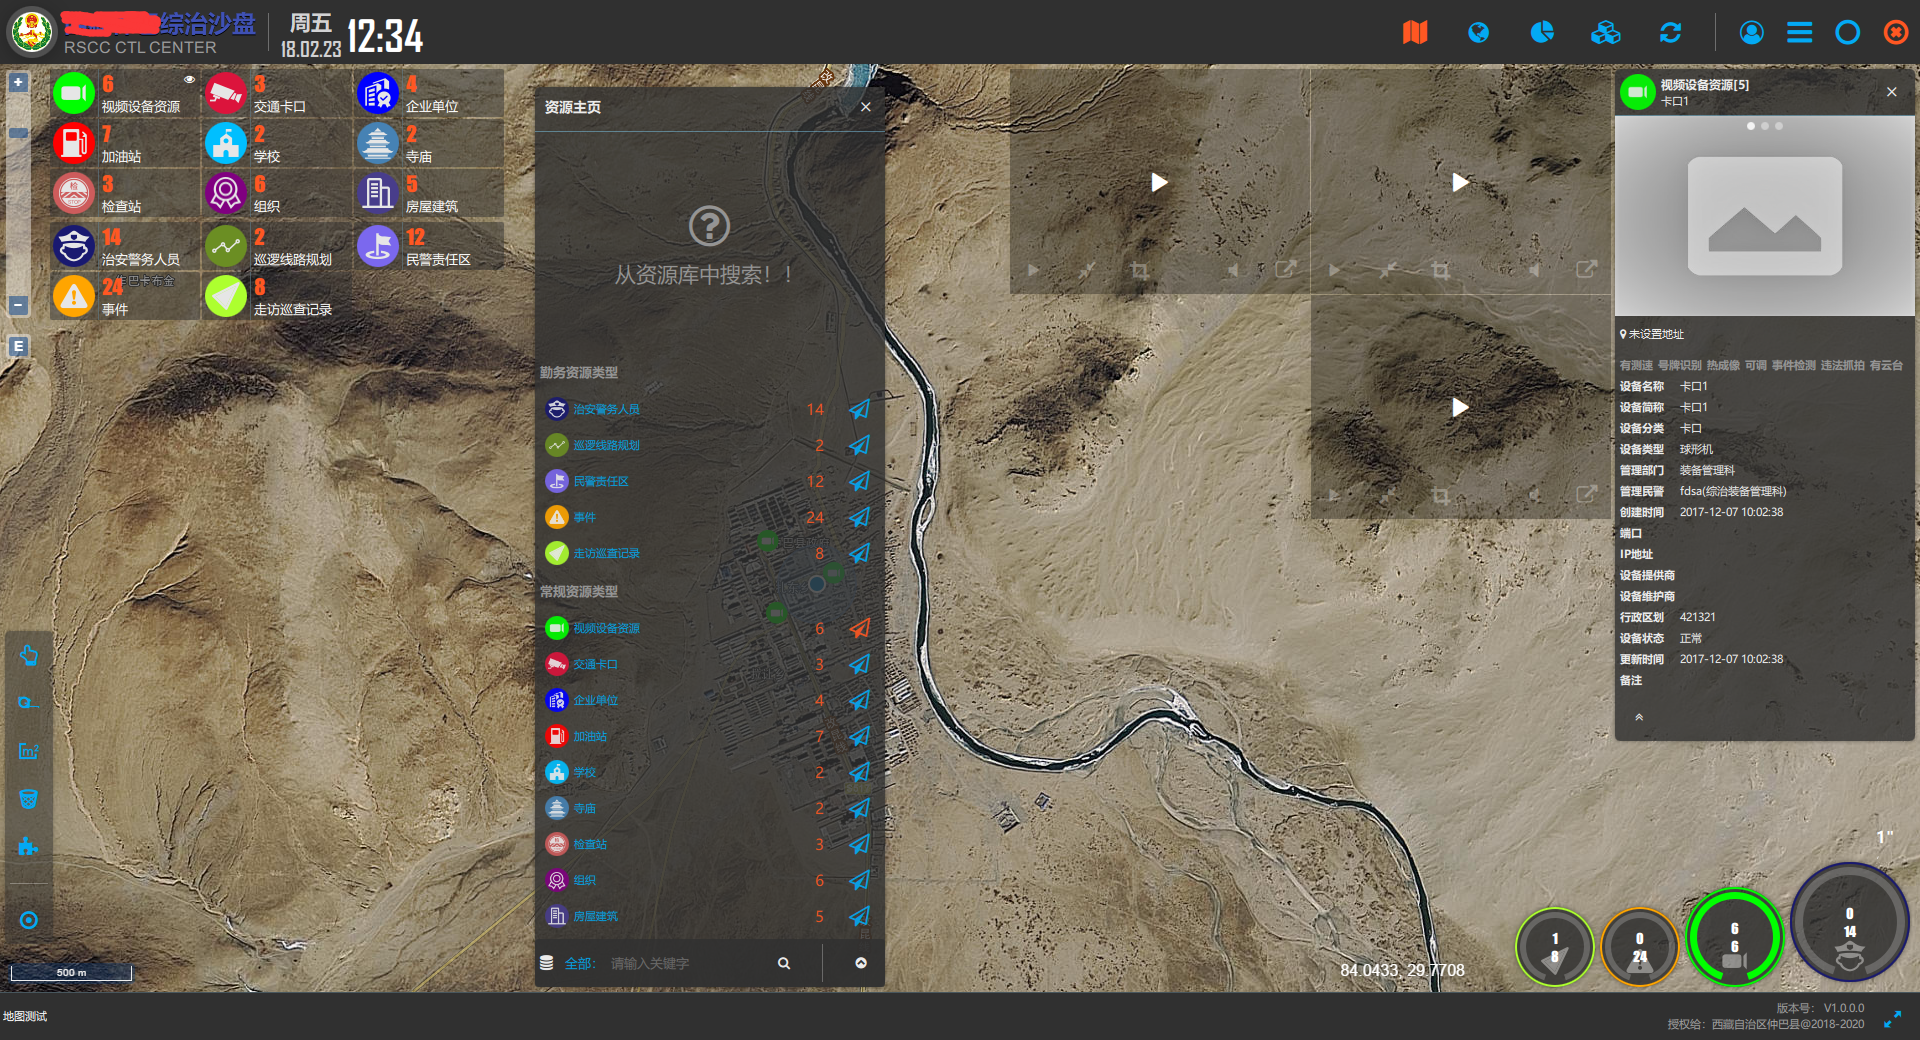 综治沙盘
RSCC CTL CENTER
周五
18.02.23
12:34
6
视频设备资源
3
交通卡口
4
企业单位
7
加油站
2
学校
2
寺庙
3
检查站
6
组织
5
房屋建筑
14
治安警务人员
2
巡逻线路规划
12
民警责任区
24
事件
8
走访巡查记录
E
资源主页
从资源库中搜索！！
勤务资源类型
治安警务人员 14
巡逻线路规划 2
民警责任区 12
事件 24
走访巡查记录 8
常规资源类型
视频设备资源 6
交通卡口 3
企业单位 4
加油站 7
学校 2
寺庙 2
检查站 3
组织 6
房屋建筑 5
全部： 请输入关键字
视频设备资源[5]
卡口1
未设置地址
有测速 号牌识别 热成像 可调 事件检测 违法抓拍 有云台
设备名称 卡口1
设备简称 卡口1
设备分类 卡口
设备类型 球形机
管理部门 装备管理科
管理民警 fdsa(综治装备管理科)
创建时间 2017-12-07 10:02:38
端口
IP地址
设备提供商
设备维护商
行政区划 421321
设备状态 正常
更新时间 2017-12-07 10:02:38
备注
m²
500 m
84.0433, 29.7708
1"
1
8
0
24
6
6
0
14
地图测试
版本号： V1.0.0.0
授权给： 西藏自治区仲巴县@2018-2020